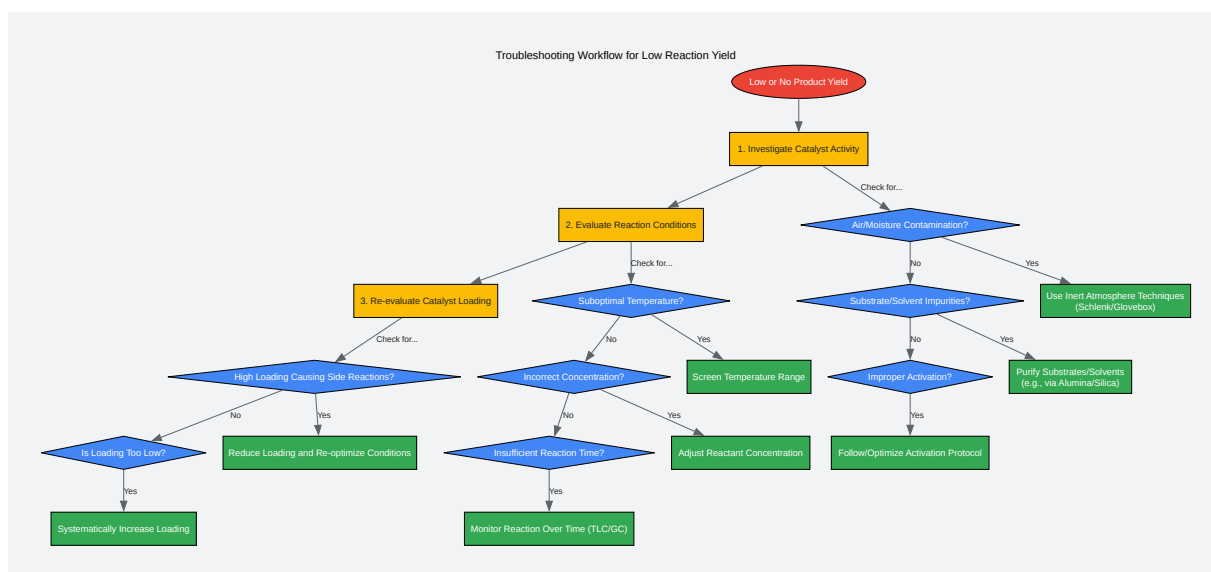 Troubleshooting Workflow for Low Reaction Yield
Low or No Product Yield
1. Investigate Catalyst Activity
Check for...
2. Evaluate Reaction Conditions
Air/Moisture Contamination?
Check for...
No
Yes
3. Re-evaluate Catalyst Loading
Suboptimal Temperature?
Substrate/Solvent Impurities?
Use Inert Atmosphere Techniques
(Schlenk/Glovebox)
Check for...
No
Yes
No
Yes
High Loading Causing Side Reactions?
Incorrect Concentration?
Screen Temperature Range
Improper Activation?
Purify Substrates/Solvents
(e.g., via Alumina/Silica)
No
Yes
No
Yes
Yes
Is Loading Too Low?
Reduce Loading and Re-optimize Conditions
Insufficient Reaction Time?
Adjust Reactant Concentration
Follow/Optimize Activation Protocol
Yes
Yes
Systematically Increase Loading
Monitor Reaction Over Time (TLC/GC)